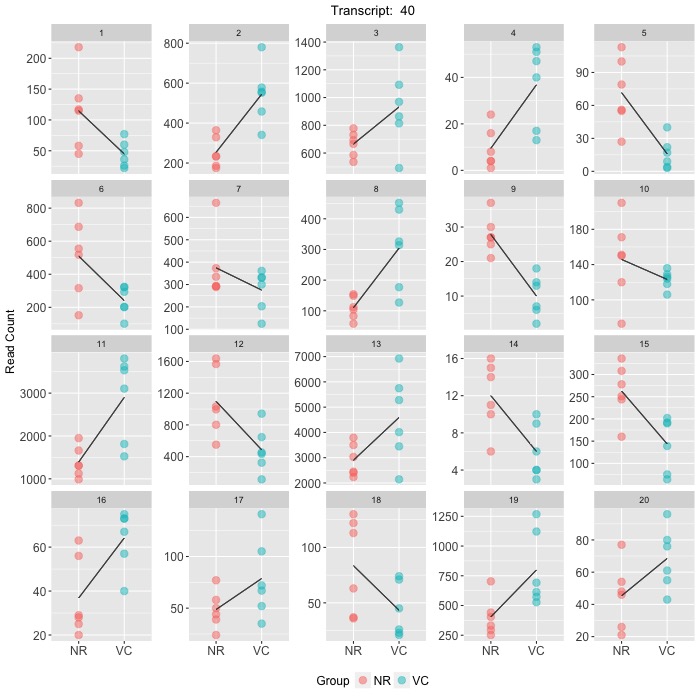 Transcript: 40
1 2 3 4 5
200 150 100 50
800 600 400 200
1400 1200 1000 800 600
40 20 0
90 60 30 0
6 7 8 9 10
800 600 400 200
600 500 400 300 200 100
400 300 200 100
30 20 10
180 140 100
Read Count
11 12 13 14 15
3000 2000 1000
1600 1200 800 400
7000 6000 5000 4000 3000 2000
16 12 8 4
300 250 200 150 100
16 17 18 19 20
60 40 20
100 50
100 50
1250 1000 750 500 250
80 60 40 20
NR VC NR VC NR VC NR VC NR VC
Group NR VC